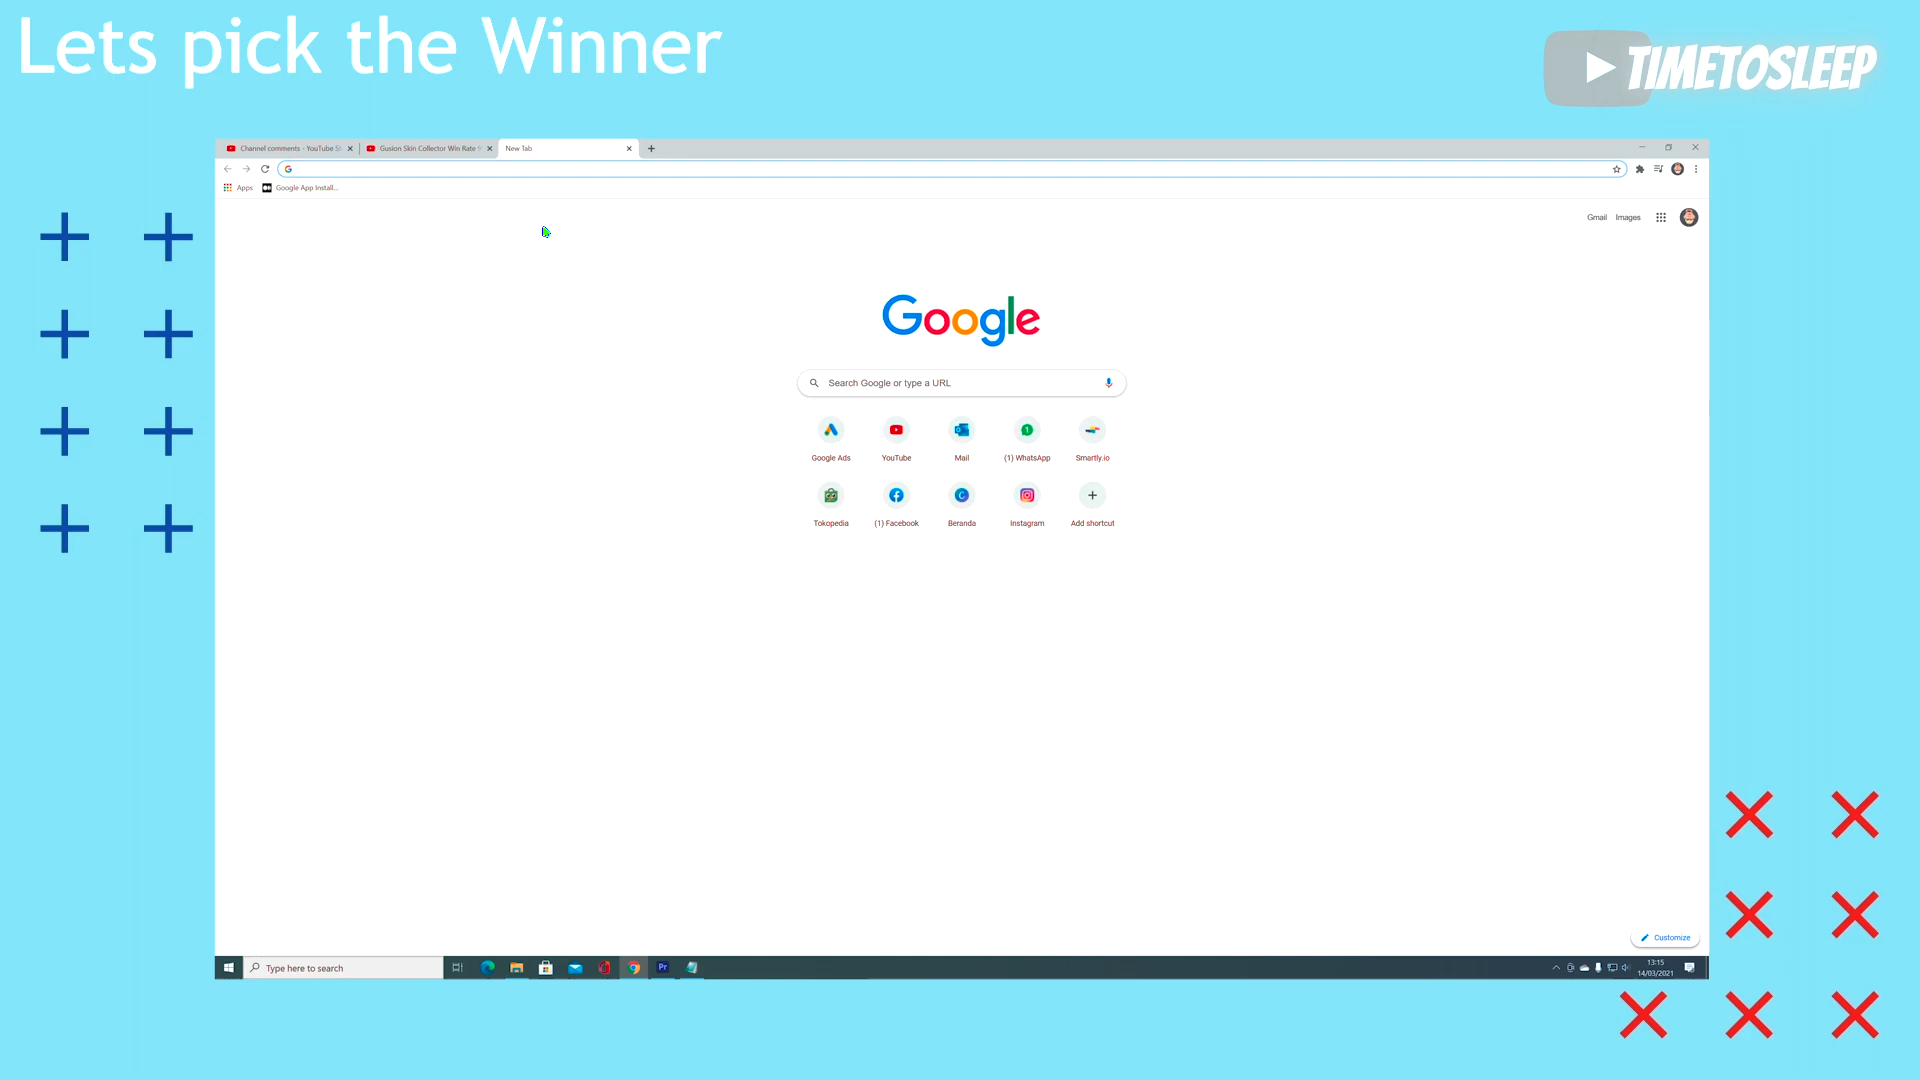 Lets pick the Winner
TIMETOSLEEP
Channel comments - YouTube St
Gusion Skin Collector Win Rate 9
New Tab
Apps
Google App Install...
Gmail
Images
Google
Search Google or type a URL
Google Ads
YouTube
Mail
(1) WhatsApp
Smartly.io
Tokopedia
(1) Facebook
Beranda
Instagram
Add shortcut
Customize
Type here to search
Pr
13:15
14/03/2021